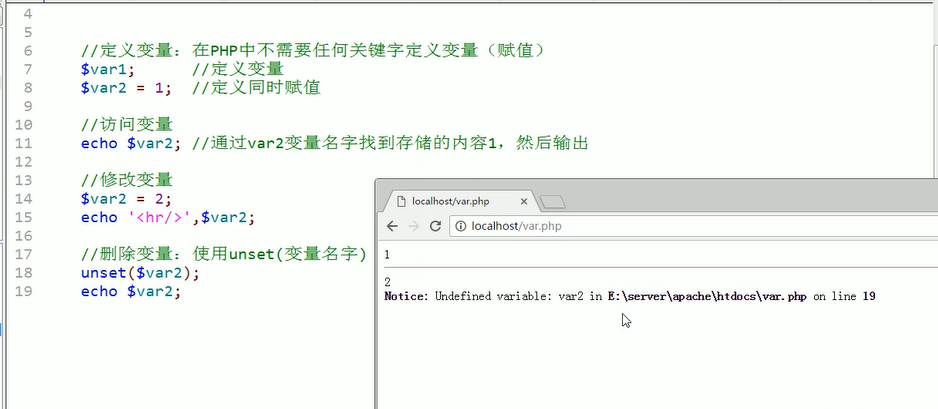 4
5
6 //定义变量：在PHP中不需要任何关键字定义变量（赋值）
7 $var1; //定义变量
8 $var2 = 1; //定义同时赋值
9
10 //访问变量
11 echo $var2; //通过var2变量名字找到存储的内容1，然后输出
12
13 //修改变量
14 $var2 = 2;
15 echo '<hr/>',$var2;
16
17 //删除变量：使用unset(变量名字)
18 unset($var2);
19 echo $var2;
localhost/var.php
localhost/var.php
1
2
Notice: Undefined variable: var2 in E:\server\apache\htdocs\var.php on line 19